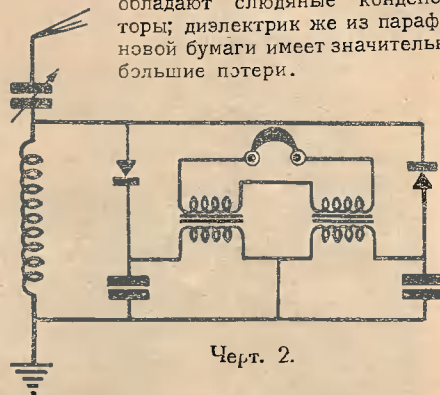 обладают слюдяные конденса
торы; диэлектрик же из параф
новой бумаги имеет значительн
большие потери.
Черт. 2.